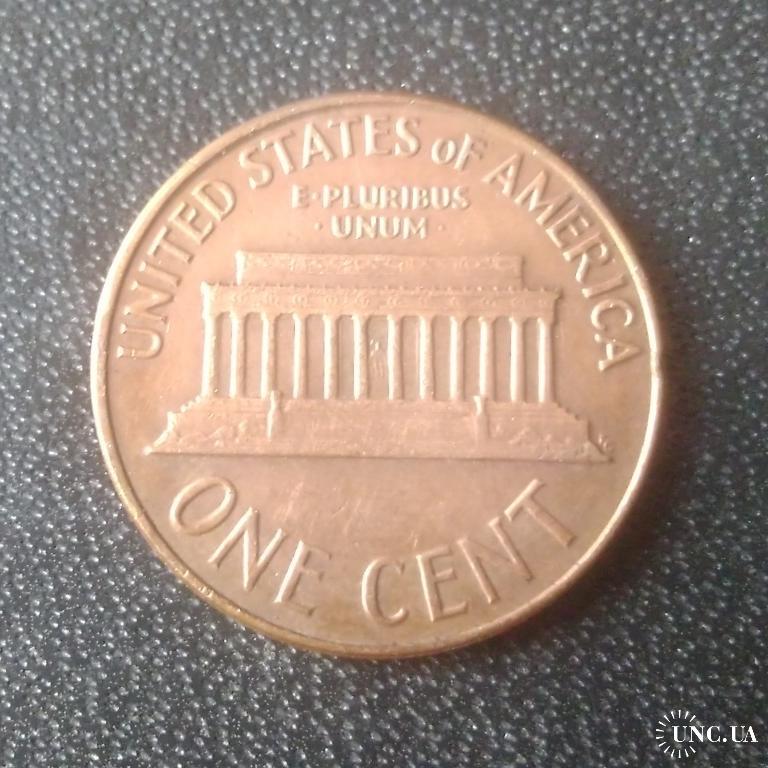 UNITED STATES oF AMERICA
E·PLURIBUS
·UNUM·
ONE CENT
UNC.UA